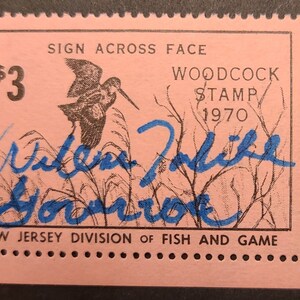 SIGN ACROSS FACE
$3
WOODCOCK
STAMP
1970
W JERSEY DIVISION OF FISH AND GAME